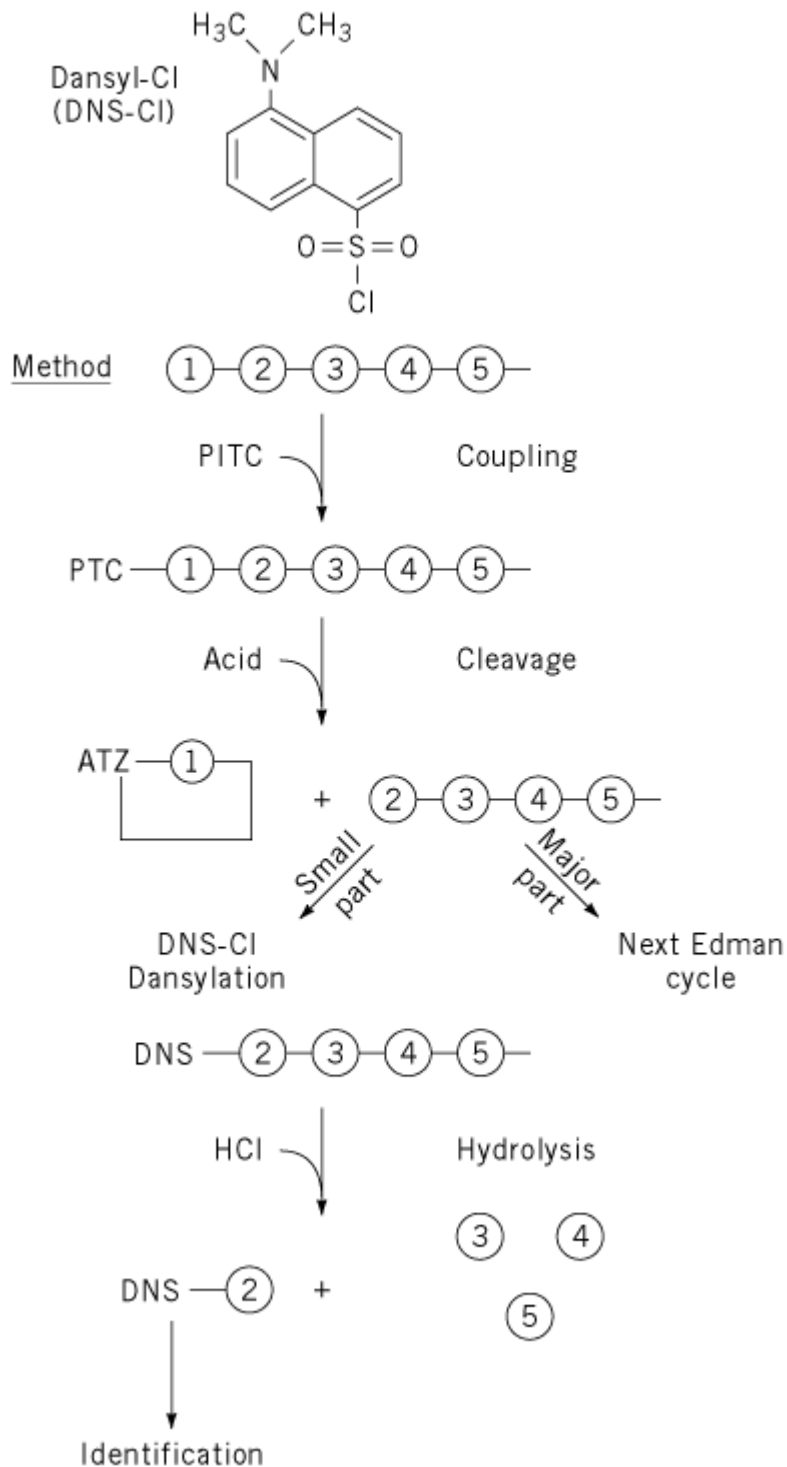 H₃C CH₃
N
Dansyl-Cl
(DNS-Cl)
O=S=O
Cl
Method 1 2 3 4 5
PITC Coupling
PTC 1 2 3 4 5
Acid Cleavage
ATZ 1 + 2 3 4 5
Small part
Major part
DNS-Cl
Dansylation
Next Edman
cycle
DNS 2 3 4 5
HCl Hydrolysis
3 4
DNS 2 +
5
Identification